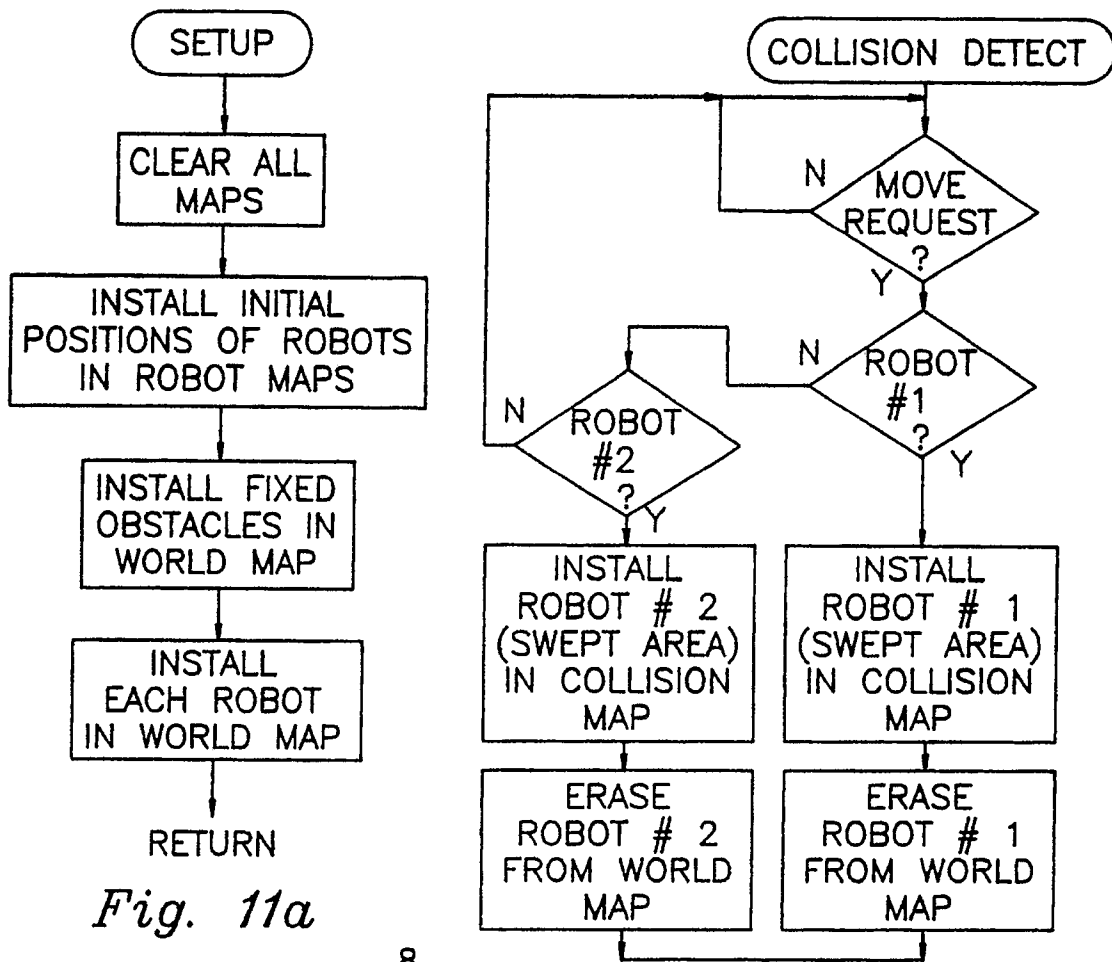 SETUP
CLEAR ALL
MAPS
INSTALL INITIAL
POSITIONS OF ROBOTS
IN ROBOT MAPS
INSTALL FIXED
OBSTACLES IN
WORLD MAP
INSTALL
EACH ROBOT
IN WORLD MAP
RETURN
Fig. 11a
COLLISION DETECT
N
MOVE
REQUEST
?
Y
N
ROBOT
#1
?
Y
N
ROBOT
#2
?
Y
INSTALL
ROBOT # 2
(SWEPT AREA)
IN COLLISION
MAP
ERASE
ROBOT # 2
FROM WORLD
MAP
INSTALL
ROBOT # 1
(SWEPT AREA)
IN COLLISION
MAP
ERASE
ROBOT # 1
FROM WORLD
MAP